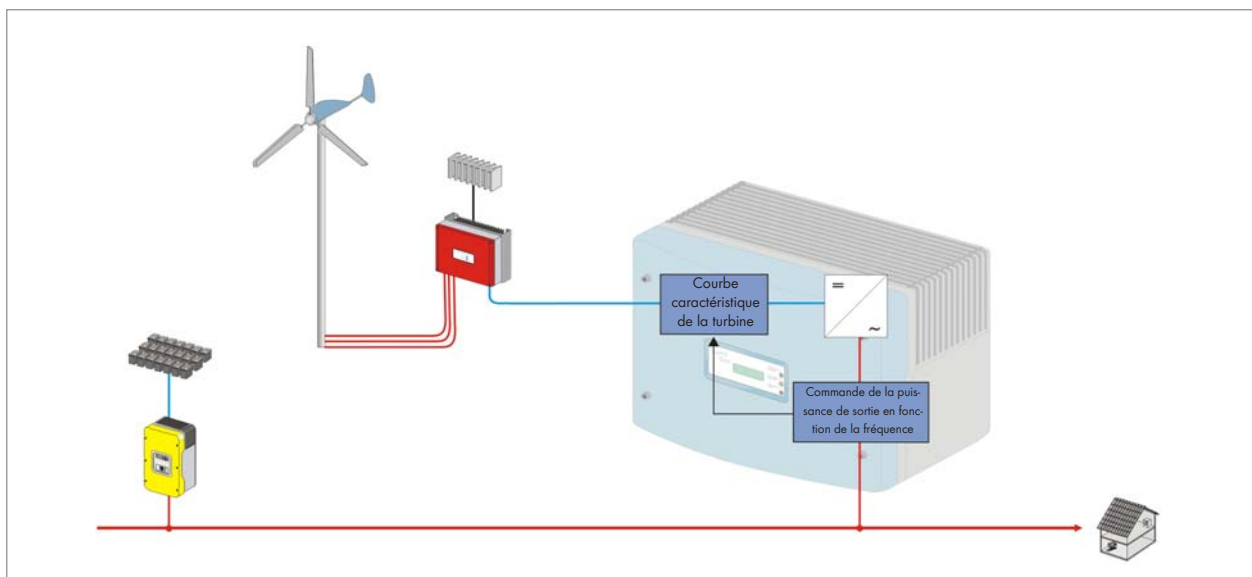 Courbe
caractéristique
de la turbine
Commande de la puis-
sance de sortie en fonc-
tion de la fréquence